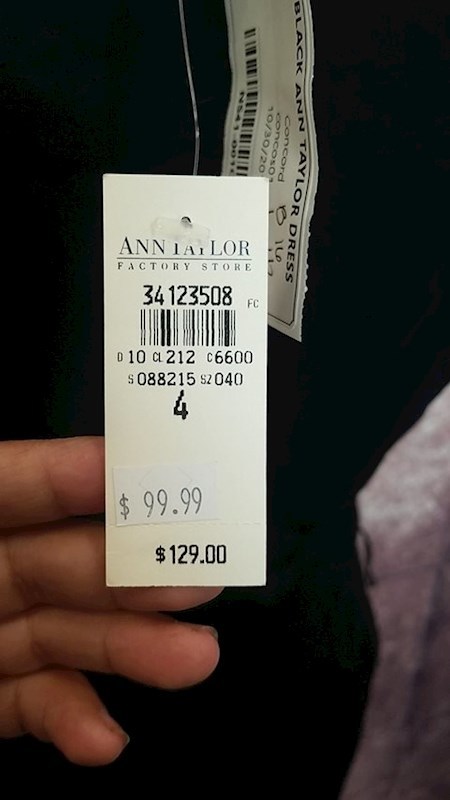 ANN TAYLOR
FACTORY STORE
34123508 FC
D 10 CL 212 C 6600
S 088215 SZ 040
4
$ 99.99
$129.00
BLACK ANN TAYLOR DRESS
Concord
10/30/20